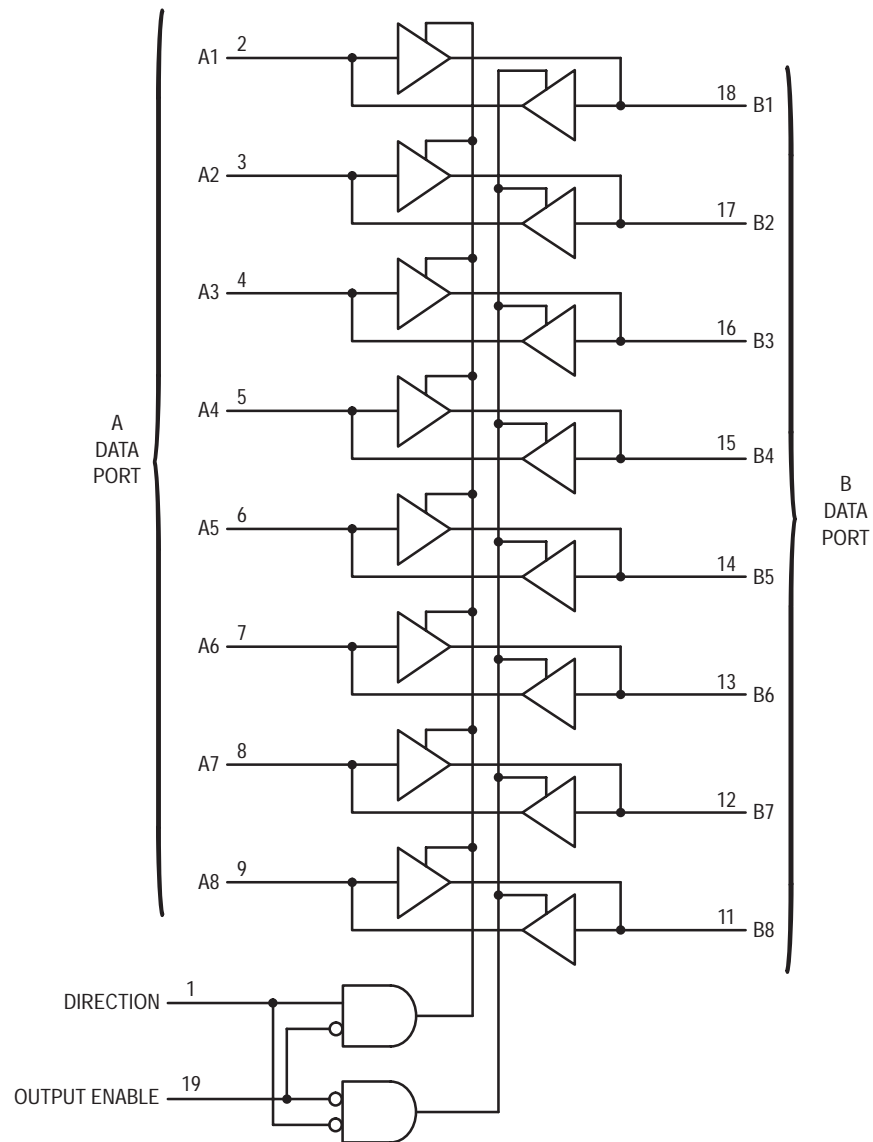 A1 2
18 B1
A2 3
17 B2
A3 4
16 B3
A4 5
15 B4
A
DATA
PORT
B
DATA
PORT
A5 6
14 B5
A6 7
13 B6
A7 8
12 B7
A8 9
11 B8
DIRECTION 1
OUTPUT ENABLE 19